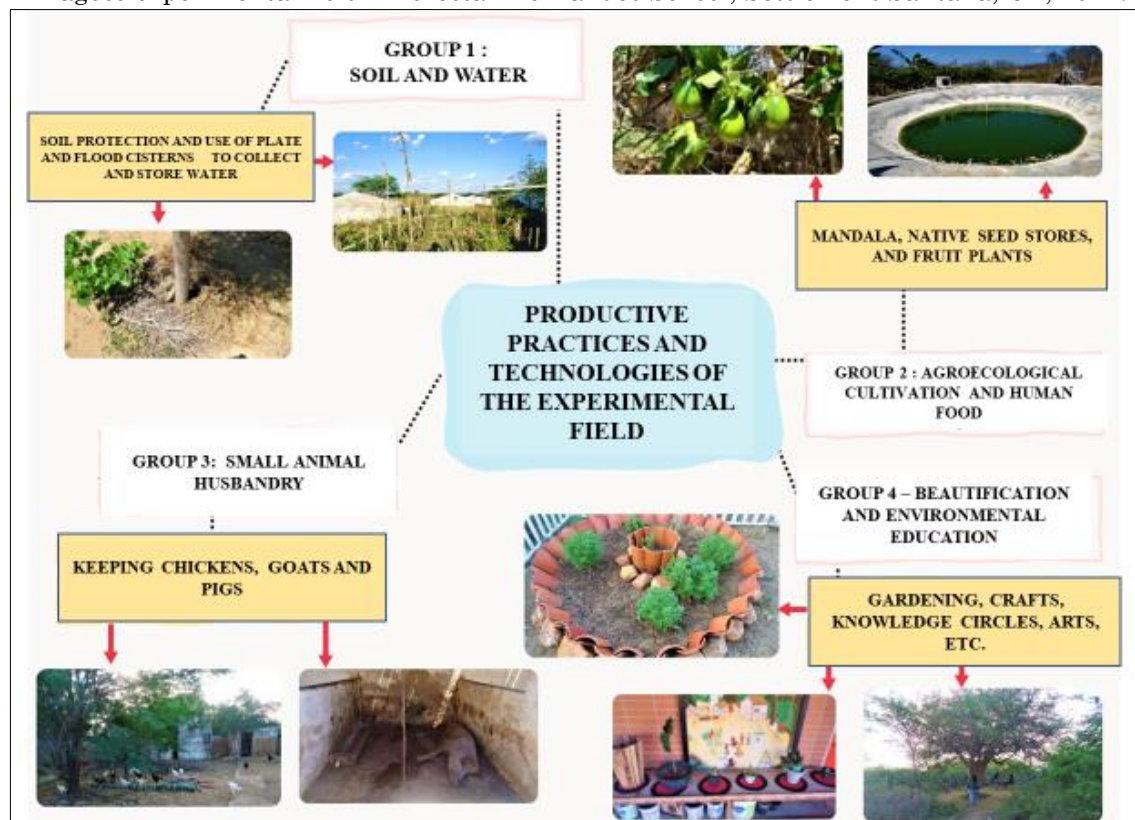 GROUP 1 :
SOIL AND WATER
SOIL PROTECTION AND USE OF PLATE
AND FLOOD CISTERNS TO COLLECT
AND STORE WATER
MANDALA, NATIVE SEED STORES,
AND FRUIT PLANTS
PRODUCTIVE
PRACTICES AND
TECHNOLOGIES OF
THE EXPERIMENTAL
FIELD
GROUP 2 : AGROECOLOGICAL
CULTIVATION AND HUMAN
FOOD
GROUP 3: SMALL ANIMAL
HUSBANDRY
GROUP 4 – BEAUTIFICATION
AND ENVIRONMENTAL
EDUCATION
KEEPING CHICKENS, GOATS AND
PIGS
GARDENING, CRAFTS,
KNOWLEDGE CIRCLES, ARTS,
ETC.